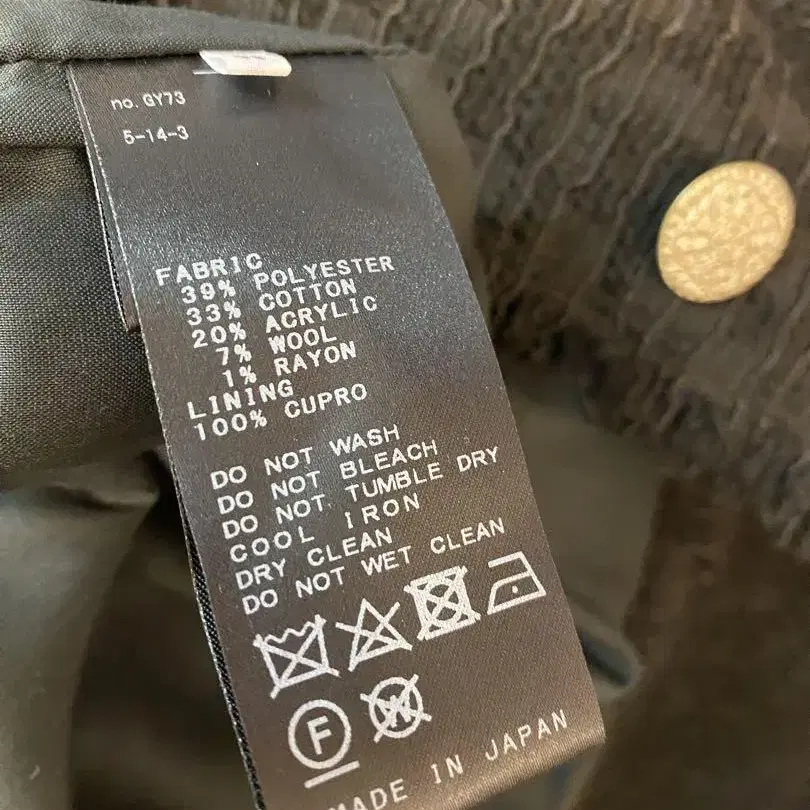 no. GY73
5-14-3
FABRIC
39% POLYESTER
33% COTTON
20% ACRYLIC
7% WOOL
1% RAYON
LINING
100% CUPRO
DO NOT WASH
DO NOT BLEACH
DO NOT TUMBLE DRY
COOL IRON
DRY CLEAN
DO NOT WET CLEAN
F W
MADE IN JAPAN